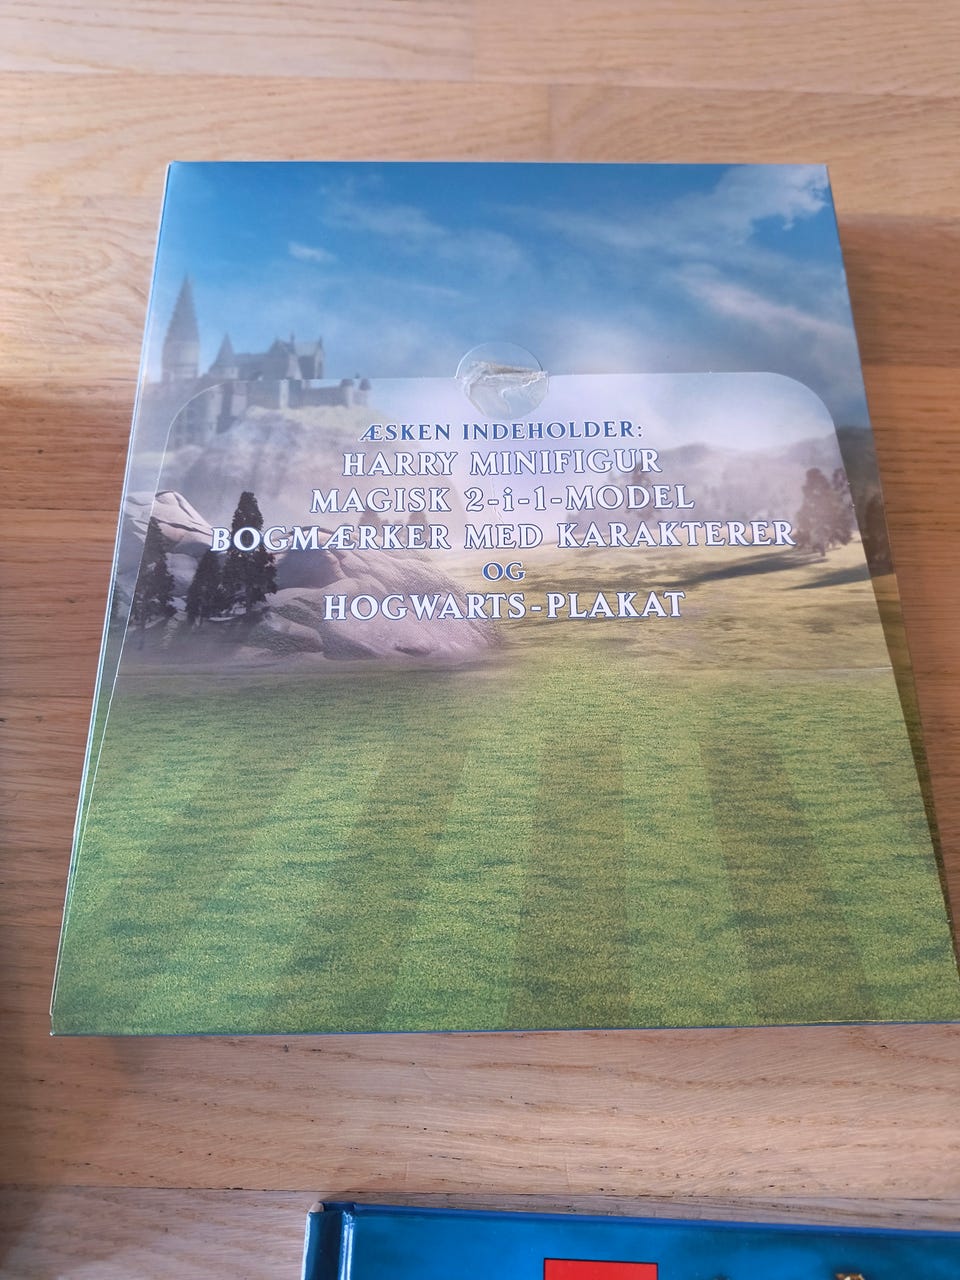 ÆSKEN INDEHOLDER:
HARRY MINIFIGUR
MAGISK 2-i-1-MODEL
BOGMÆRKER MED KARAKTERER
OG
HOGWARTS-PLAKAT